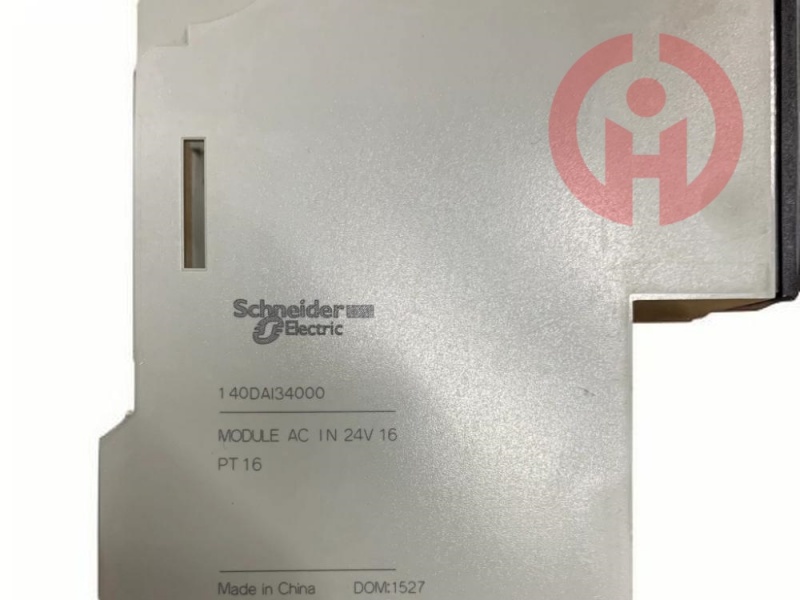 Schneider
Electric
140DAI34000
MODULE AC IN 24V 16
PT 16
Made in China DOM:1527